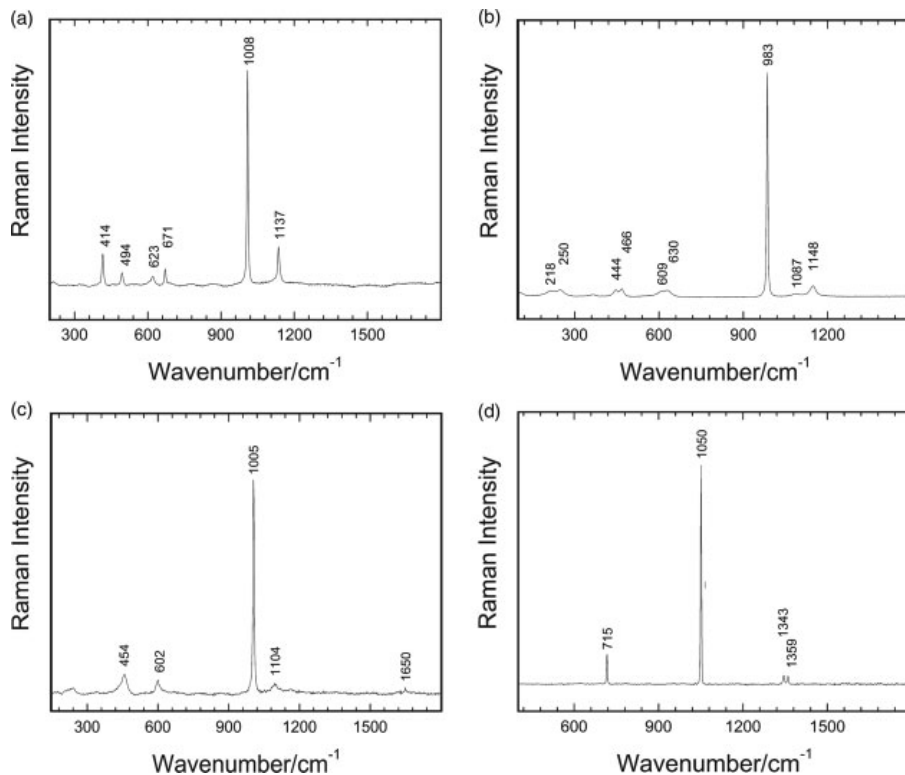 (a)
Raman Intensity
414
494
623
671
1008
1137
300 600 900 1200 1500
Wavenumber/cm-1
(b)
Raman Intensity
218
250
444
466
609
630
983
1087
1148
300 600 900 1200
Wavenumber/cm-1
(c)
Raman Intensity
454
602
1005
1104
1650
300 600 900 1200 1500
Wavenumber/cm-1
(d)
Raman Intensity
715
1050
1343
1359
600 900 1200
Wavenumber/cm-1